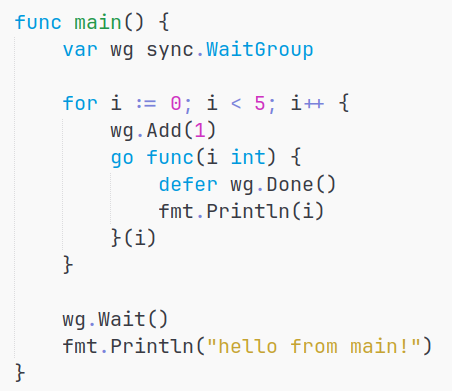 func main() {
    var wg sync.WaitGroup

    for i := 0; i < 5; i++ {
        wg.Add(1)
        go func(i int) {
            defer wg.Done()
            fmt.Println(i)
        }(i)
    }

    wg.Wait()
    fmt.Println("hello from main!")
}